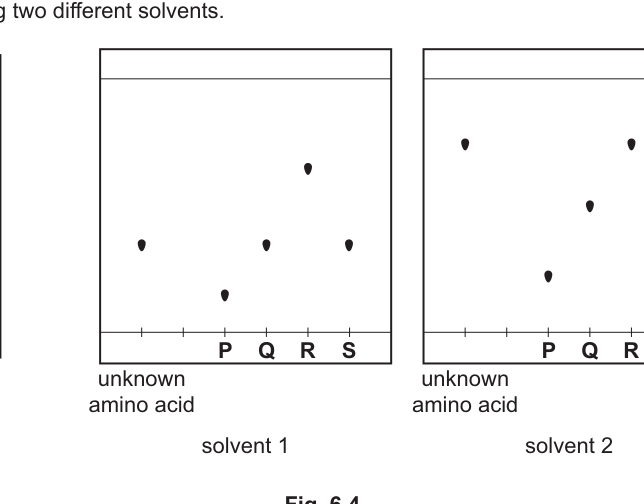 g two different solvents.
P Q R S
P Q R
unknown
amino acid
unknown
amino acid
solvent 1
solvent 2
Fig. 6.4